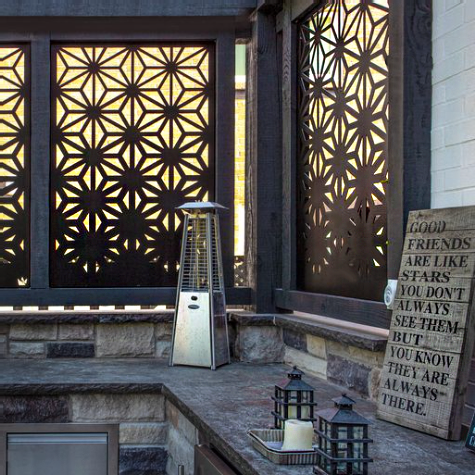 GOOD
FRIENDS
ARE LIKE
STARS
YOU DON'T
ALWAYS
SEE THEM
BUT
YOU KNOW
THEY ARE
ALWAYS
THERE.